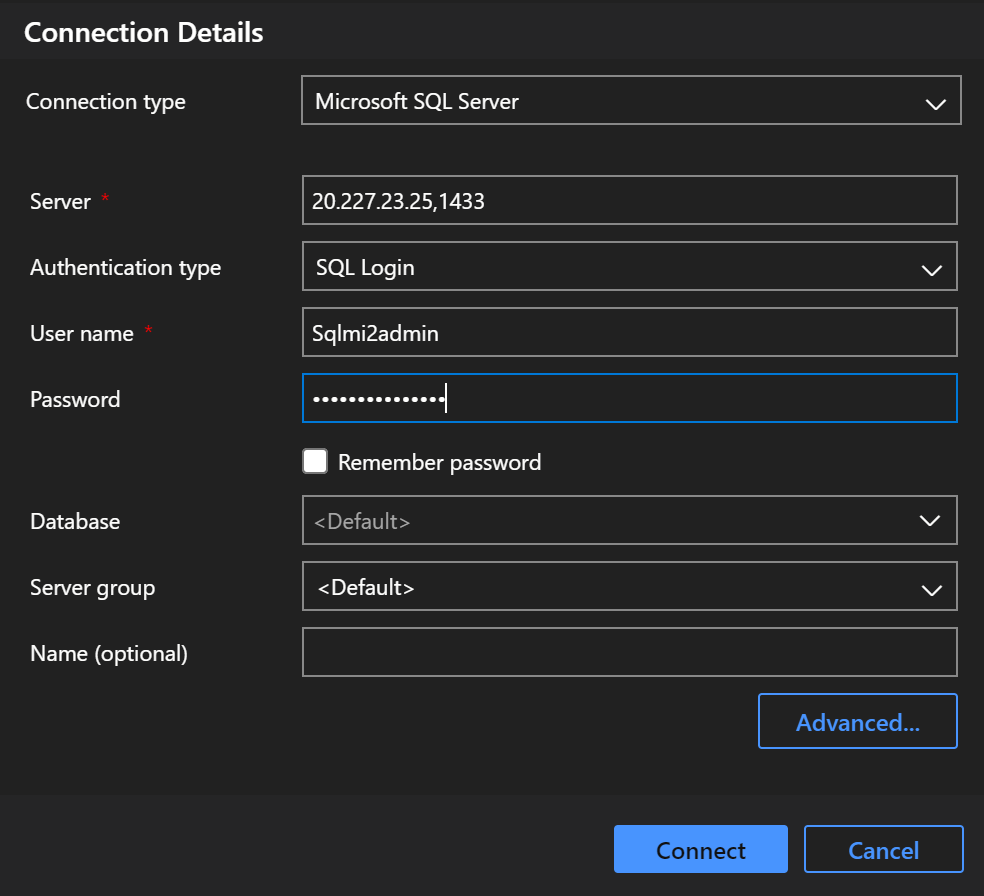 Connection Details
Connection type Microsoft SQL Server
Server * 20.227.23.25,1433
Authentication type SQL Login
User name * Sqlmi2admin
Password •••••••••••••••
Remember password
Database <Default>
Server group <Default>
Name (optional)
Advanced...
Connect Cancel